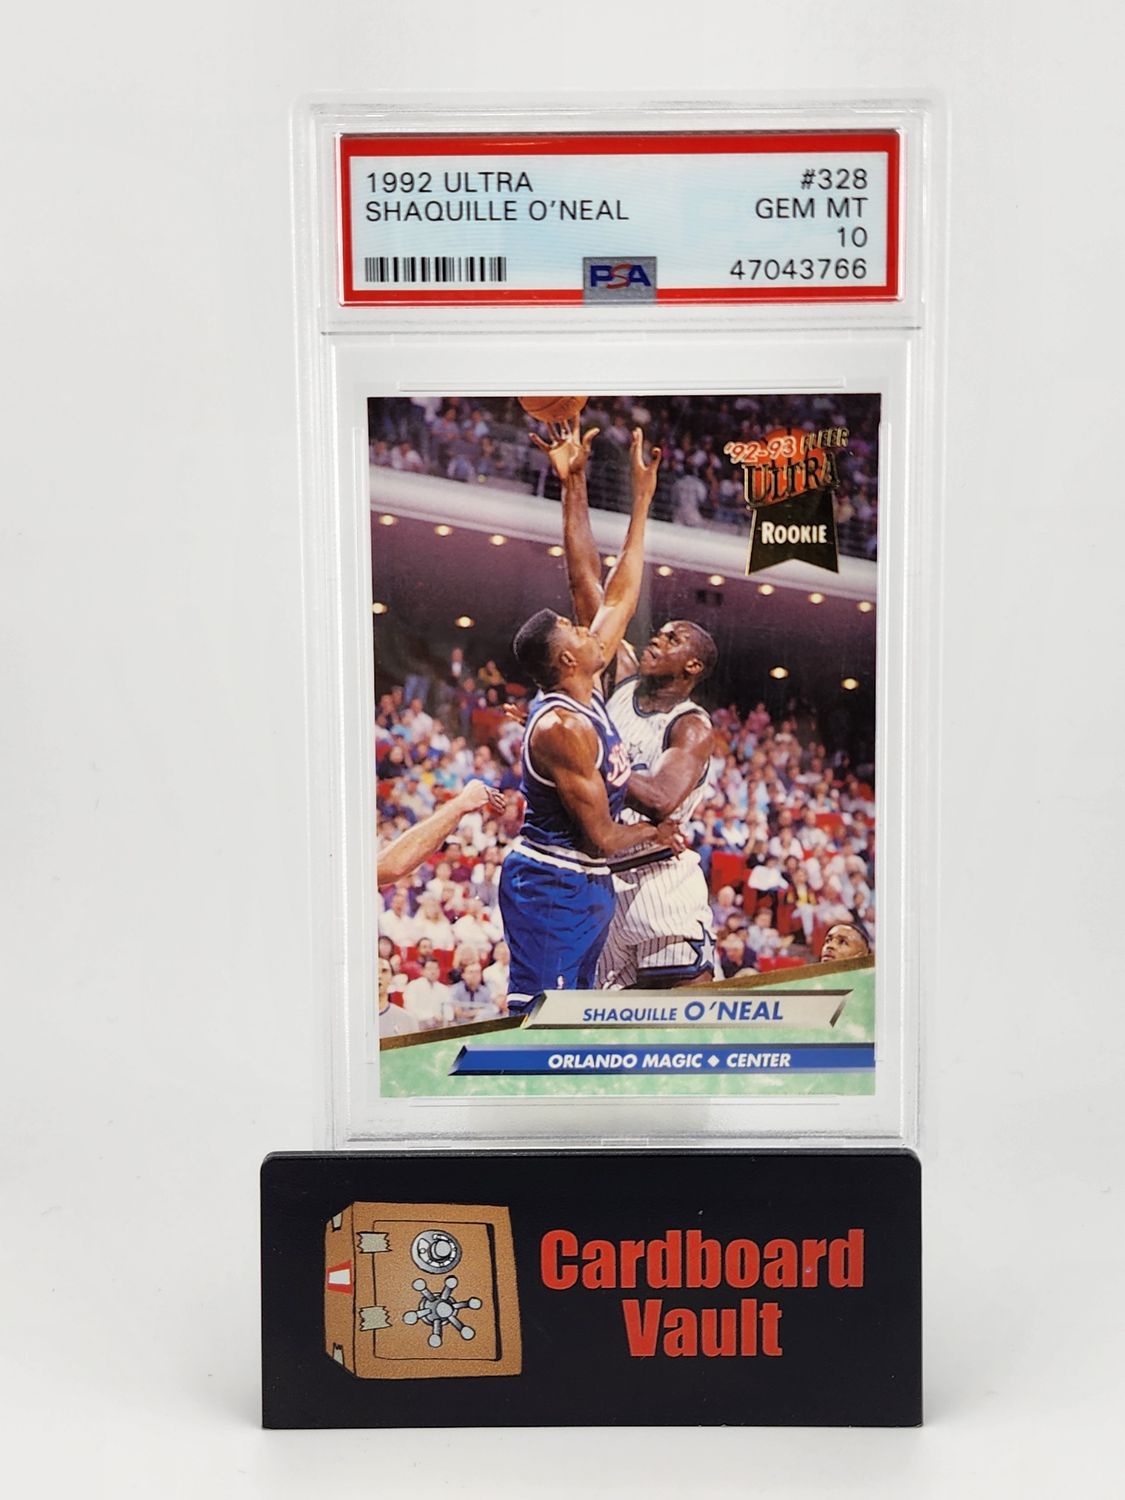 1992 ULTRA #328
SHAQUILLE O'NEAL GEM MT
10
PSA 47043766
'92-93 FLEER
ULTRA
ROOKIE
SHAQUILLE O'NEAL
ORLANDO MAGIC ◆ CENTER
Cardboard
Vault